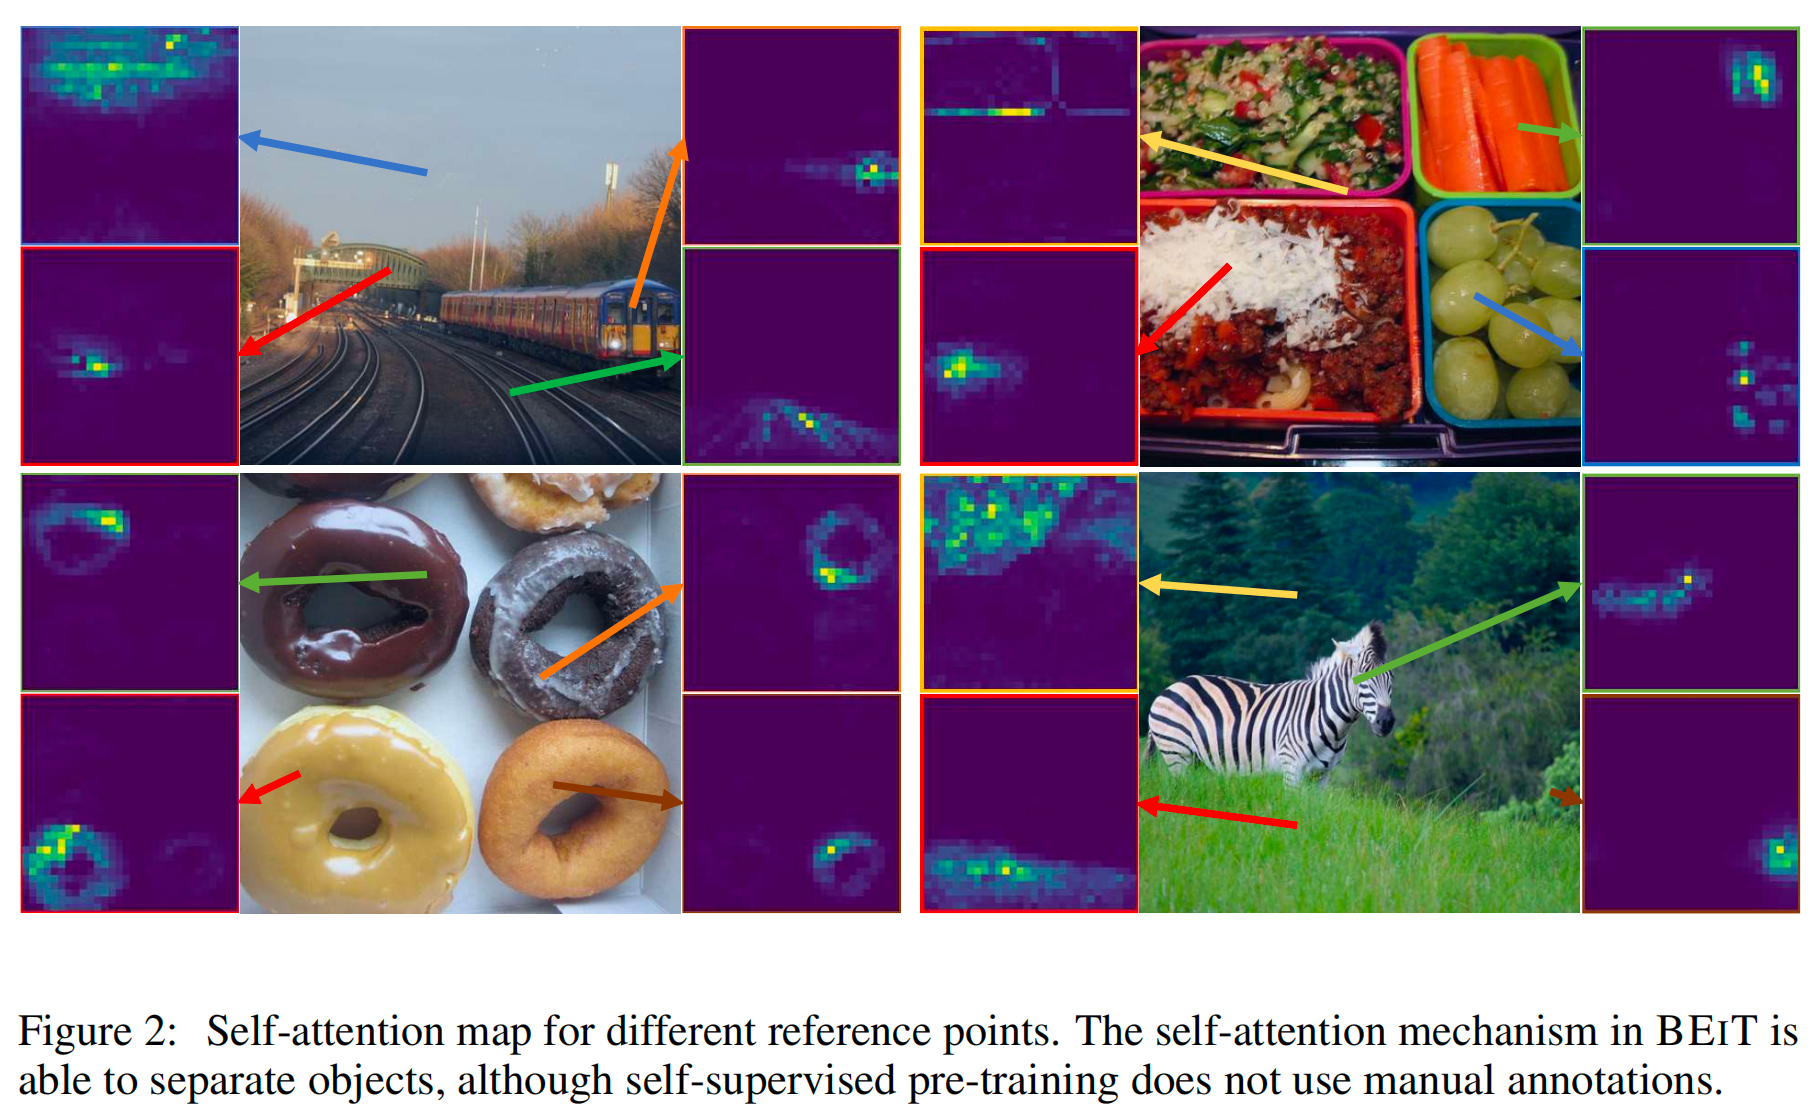 Figure 2: Self-attention map for different reference points. The self-attention mechanism in BEIT is
able to separate objects, although self-supervised pre-training does not use manual annotations.